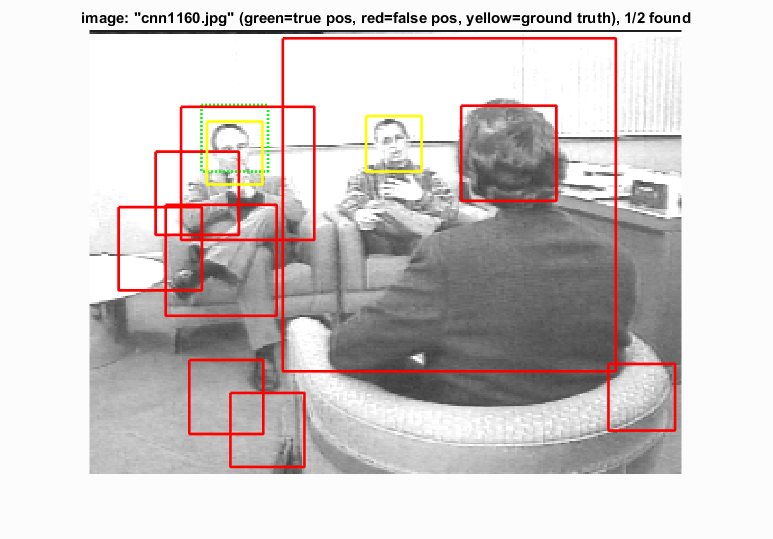 image: "cnn1160.jpg" (green=true pos, red=false pos, yellow=ground truth), 1/2 found